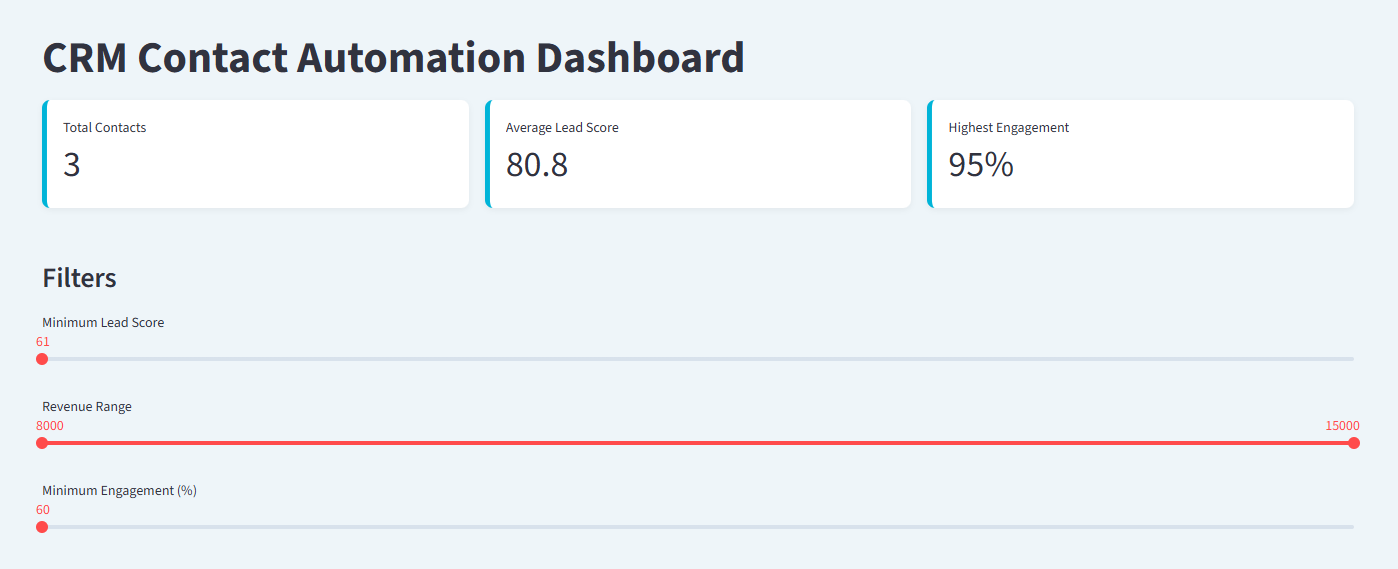 CRM Contact Automation Dashboard
Total Contacts
3
Average Lead Score
80.8
Highest Engagement
95%
Filters
Minimum Lead Score
61
Revenue Range
8000 15000
Minimum Engagement (%)
60